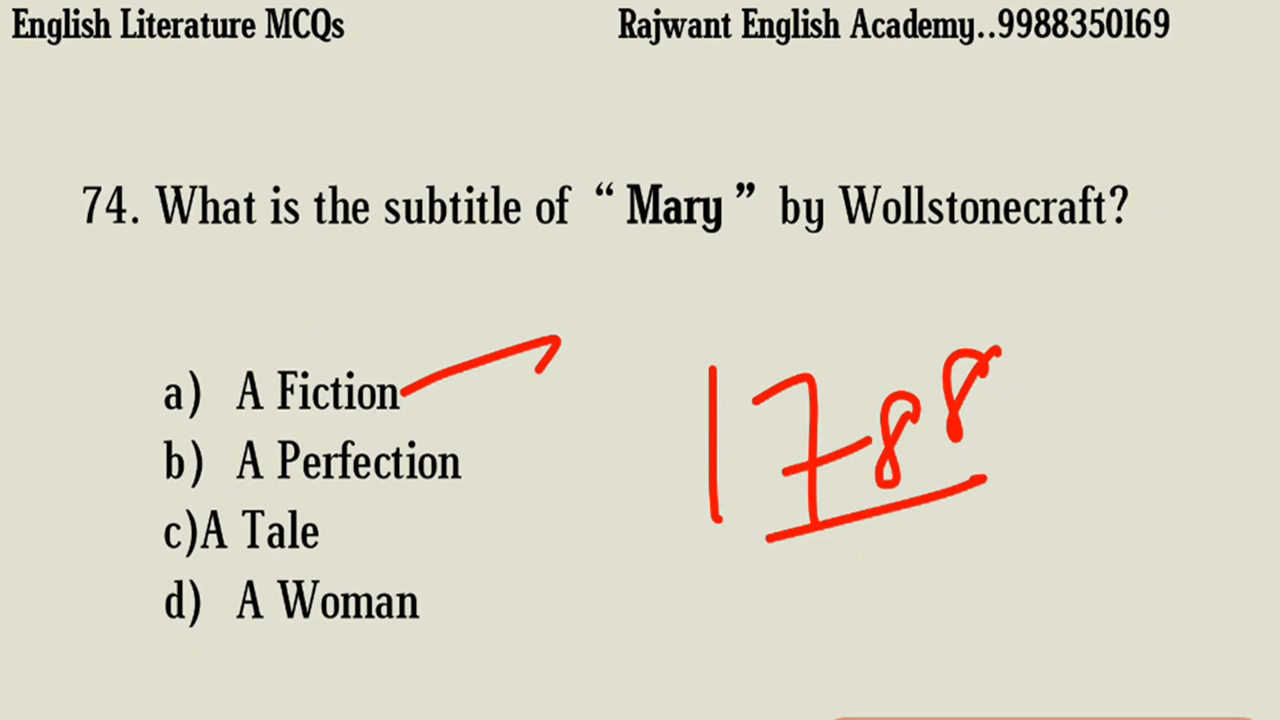 English Literature MCQs Rajwant English Academy..9988350169
74. What is the subtitle of “ Mary ” by Wollstonecraft?
a) A Fiction
1788
b) A Perfection
c)A Tale
d) A Woman